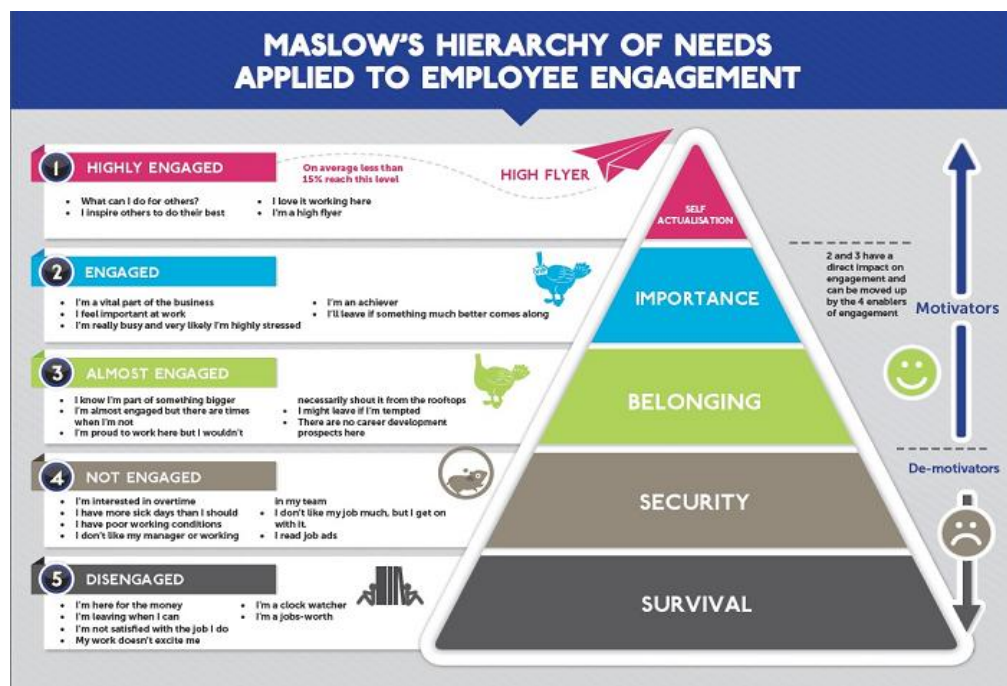 MASLOW'S HIERARCHY OF NEEDS
APPLIED TO EMPLOYEE ENGAGEMENT
1 HIGHLY ENGAGED
On average less than
15% reach this level
HIGH FLYER
• What can I do for others?
• I inspire others to do their best
• I love it working here
• I'm a high flyer
SELF
ACTUALISATION
2 ENGAGED
• I'm a vital part of the business
• I feel important at work
• I'm really busy and very likely I'm highly stressed
• I'm an achiever
• I'll leave if something much better comes along
IMPORTANCE
2 and 3 have a
direct impact on
engagement and
can be moved up
by the 4 enablers
of engagement
Motivators
3 ALMOST ENGAGED
• I know I'm part of something bigger
• I'm almost engaged but there are times
when I'm not
• I'm proud to work here but I wouldn't
necessarily shout it from the rooftops
• I might leave if I'm tempted
• There are no career development
prospects here
BELONGING
De-motivators
4 NOT ENGAGED
• I'm interested in overtime
• I have more sick days than I should
• I have poor working conditions
• I don't like my manager or working
in my team
• I don't like my job much, but I get on
with it.
• I read job ads
SECURITY
5 DISENGAGED
• I'm here for the money
• I'm leaving when I can
• I'm not satisfied with the job I do
• My work doesn't excite me
• I'm a clock watcher
• I'm a jobs-worth
SURVIVAL